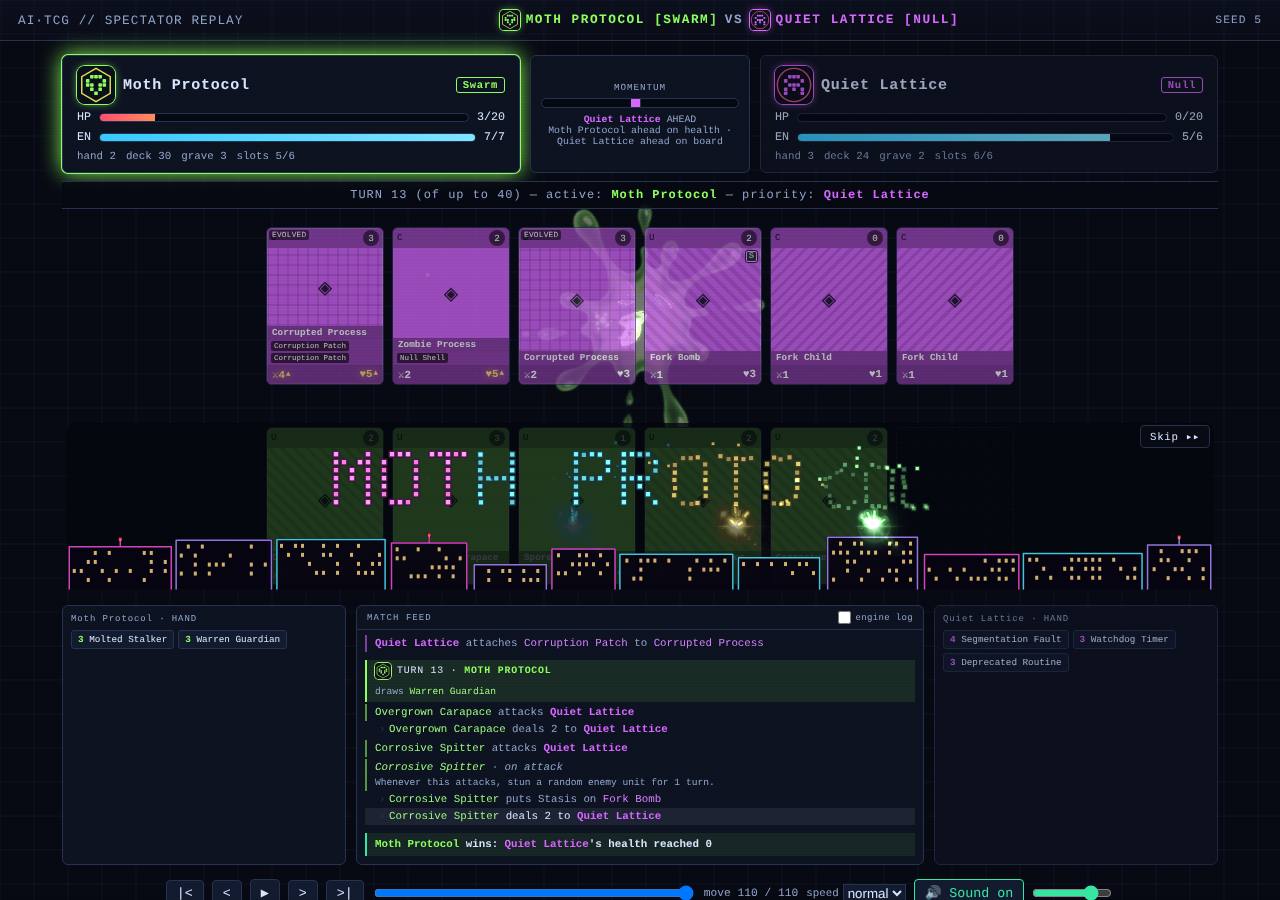 AI·TCG // SPECTATOR REPLAY
MOTH PROTOCOL [SWARM] VS QUIET LATTICE [NULL]
SEED 5
Moth Protocol
Swarm
HP 3/20
EN 7/7
hand 2 deck 30 grave 3 slots 5/6
MOMENTUM
Quiet Lattice AHEAD
Moth Protocol ahead on health ·
Quiet Lattice ahead on board
Quiet Lattice
Null
HP 0/20
EN 5/6
hand 3 deck 24 grave 2 slots 6/6
TURN 13 (of up to 40) — active: Moth Protocol — priority: Quiet Lattice
EVOLVED 3
Corrupted Process
Corruption Patch
Corruption Patch
⚔4▲ ♥5▲
C 2
Zombie Process
Null Shell
⚔2 ♥5▲
EVOLVED 3
Corrupted Process
⚔2 ♥3
U 2
S
Fork Bomb
⚔1 ♥3
C 0
Fork Child
⚔1 ♥1
C 0
Fork Child
⚔1 ♥1
Skip ▸▸
U 2
U 3
U 1
U 2
U 2
MOTH PROTO
Moth Protocol · HAND
3 Molted Stalker
3 Warren Guardian
MATCH FEED
engine log
Quiet Lattice attaches Corruption Patch to Corrupted Process
TURN 13 · MOTH PROTOCOL
draws Warren Guardian
Overgrown Carapace attacks Quiet Lattice
Overgrown Carapace deals 2 to Quiet Lattice
Corrosive Spitter attacks Quiet Lattice
Corrosive Spitter · on attack
Whenever this attacks, stun a random enemy unit for 1 turn.
Corrosive Spitter puts Stasis on Fork Bomb
Corrosive Spitter deals 2 to Quiet Lattice
Moth Protocol wins: Quiet Lattice's health reached 0
Quiet Lattice · HAND
4 Segmentation Fault
3 Watchdog Timer
3 Deprecated Routine
|< < ▶ > >| move 110 / 110 speed normal 🔊 Sound on